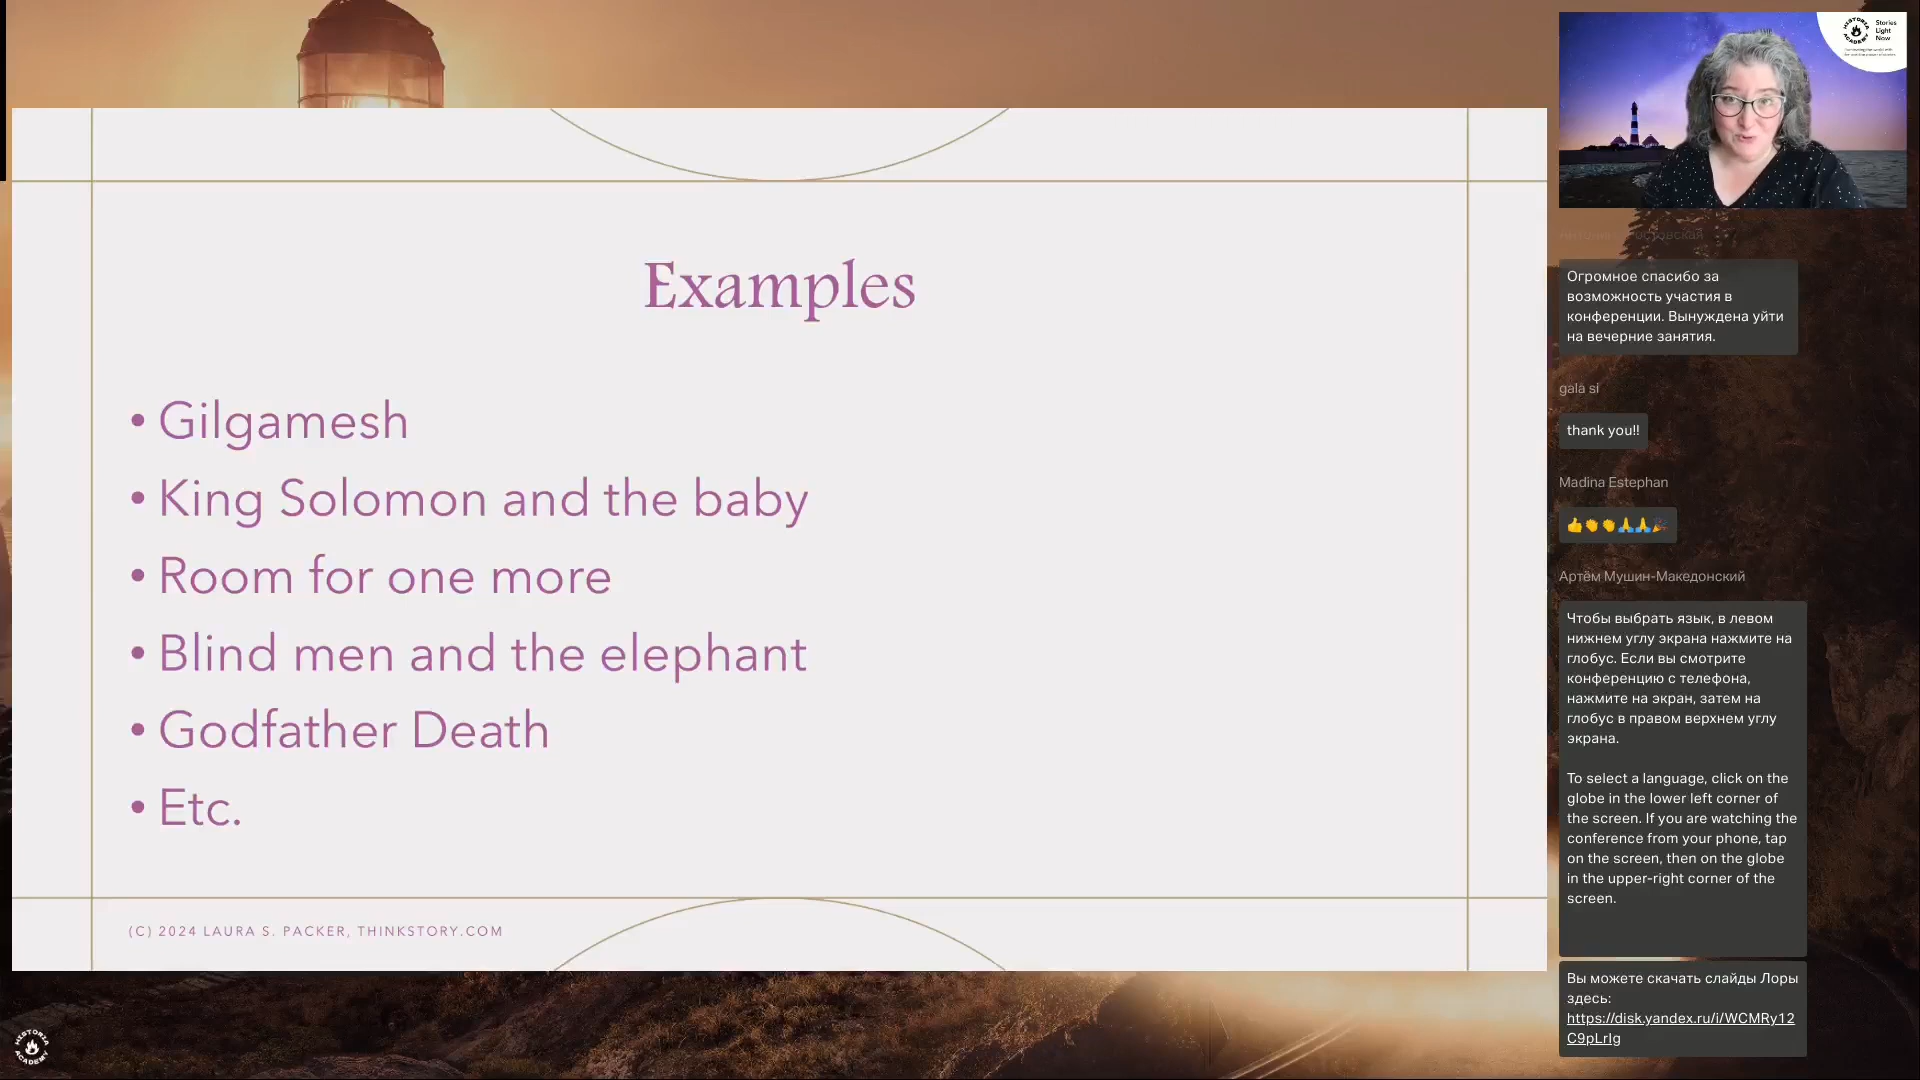 Examples
• Gilgamesh
• King Solomon and the baby
• Room for one more
• Blind men and the elephant
• Godfather Death
• Etc.
(C) 2024 LAURA S. PACKER, THINKSTORY.COM
HISTORIA ACADEMY
HISTORIA ACADEMY
Stories
Light
Now
Огромное спасибо за
возможность участия в
конференции. Вынуждена уйти
на вечерние занятия.
gala si
thank you!!
Madina Estephan
👍👏👏🙏🙏🎉
Артём Мушин-Македонский
Чтобы выбрать язык, в левом
нижнем углу экрана нажмите на
глобус. Если вы смотрите
конференцию с телефона,
нажмите на экран, затем на
глобус в правом верхнем углу
экрана.
To select a language, click on the
globe in the lower left corner of
the screen. If you are watching the
conference from your phone, tap
on the screen, then on the globe
in the upper-right corner of the
screen.
Вы можете скачать слайды Лоры
здесь:
https://disk.yandex.ru/i/WCMRy12
C9pLrIg